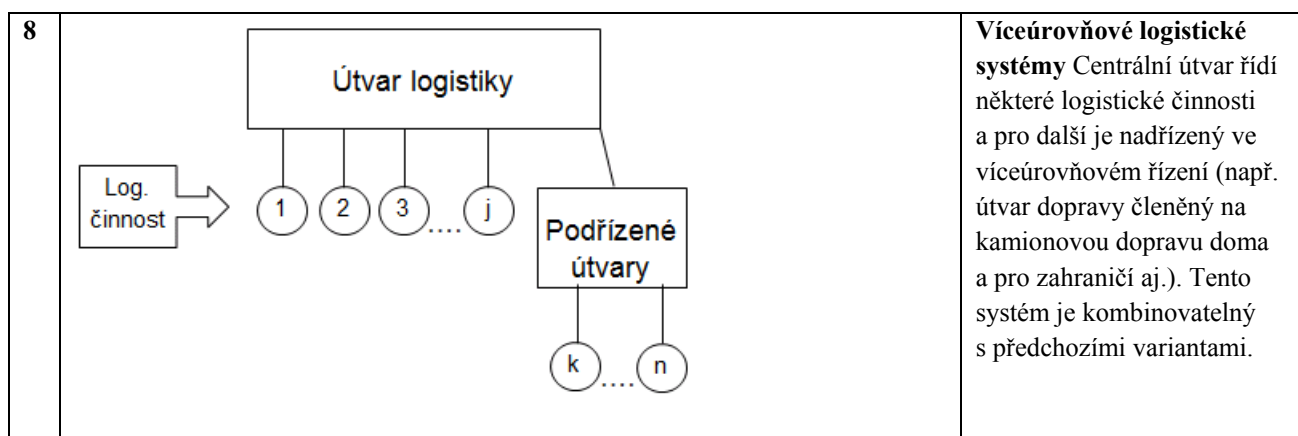 8
Útvar logistiky
Log.
činnost
1 2 3 .... j
Podřízené
útvary
k .... n
Víceúrovňové logistické
systémy Centrální útvar řídí
některé logistické činnosti
a pro další je nadřízený ve
víceúrovňovém řízení (např.
útvar dopravy členěný na
kamionovou dopravu doma
a pro zahraničí aj.). Tento
systém je kombinovatelný
s předchozími variantami.